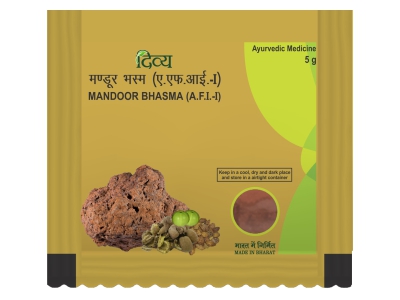 दिव्य
मण्डूर भस्म (ए.एफ.आई.-I)
MANDOOR BHASMA (A.F.I.-I)
Ayurvedic Medicine
5 g
Keep in a cool, dry and dark place
and store in a airtight container
भारत में निर्मित
MADE IN BHARAT